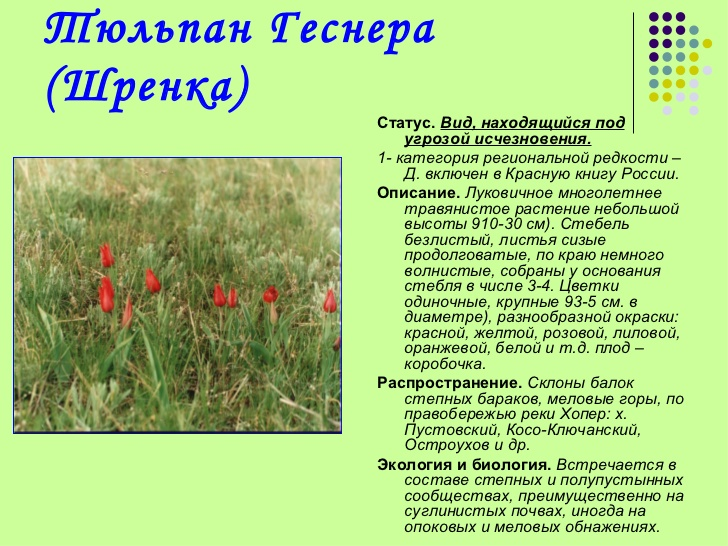 Тюльпан Геснера
(Шренка)
Статус. Вид, находящийся под
угрозой исчезновения.
1- категория региональной редкости –
Д. включен в Красную книгу России.
Описание. Луковичное многолетнее
травянистое растение небольшой
высоты 910-30 см). Стебель
безлистый, листья сизые
продолговатые, по краю немного
волнистые, собраны у основания
стебля в числе 3-4. Цветки
одиночные, крупные 93-5 см. в
диаметре), разнообразной окраски:
красной, желтой, розовой, лиловой,
оранжевой, белой и т.д. плод –
коробочка.
Распространение. Склоны балок
степных бараков, меловые горы, по
правобережью реки Хопер: х.
Пустовский, Косо-Ключанский,
Остроухов и др.
Экология и биология. Встречается в
составе степных и полупустынных
сообществах, преимущественно на
суглинистых почвах, иногда на
опоковых и меловых обнажениях.